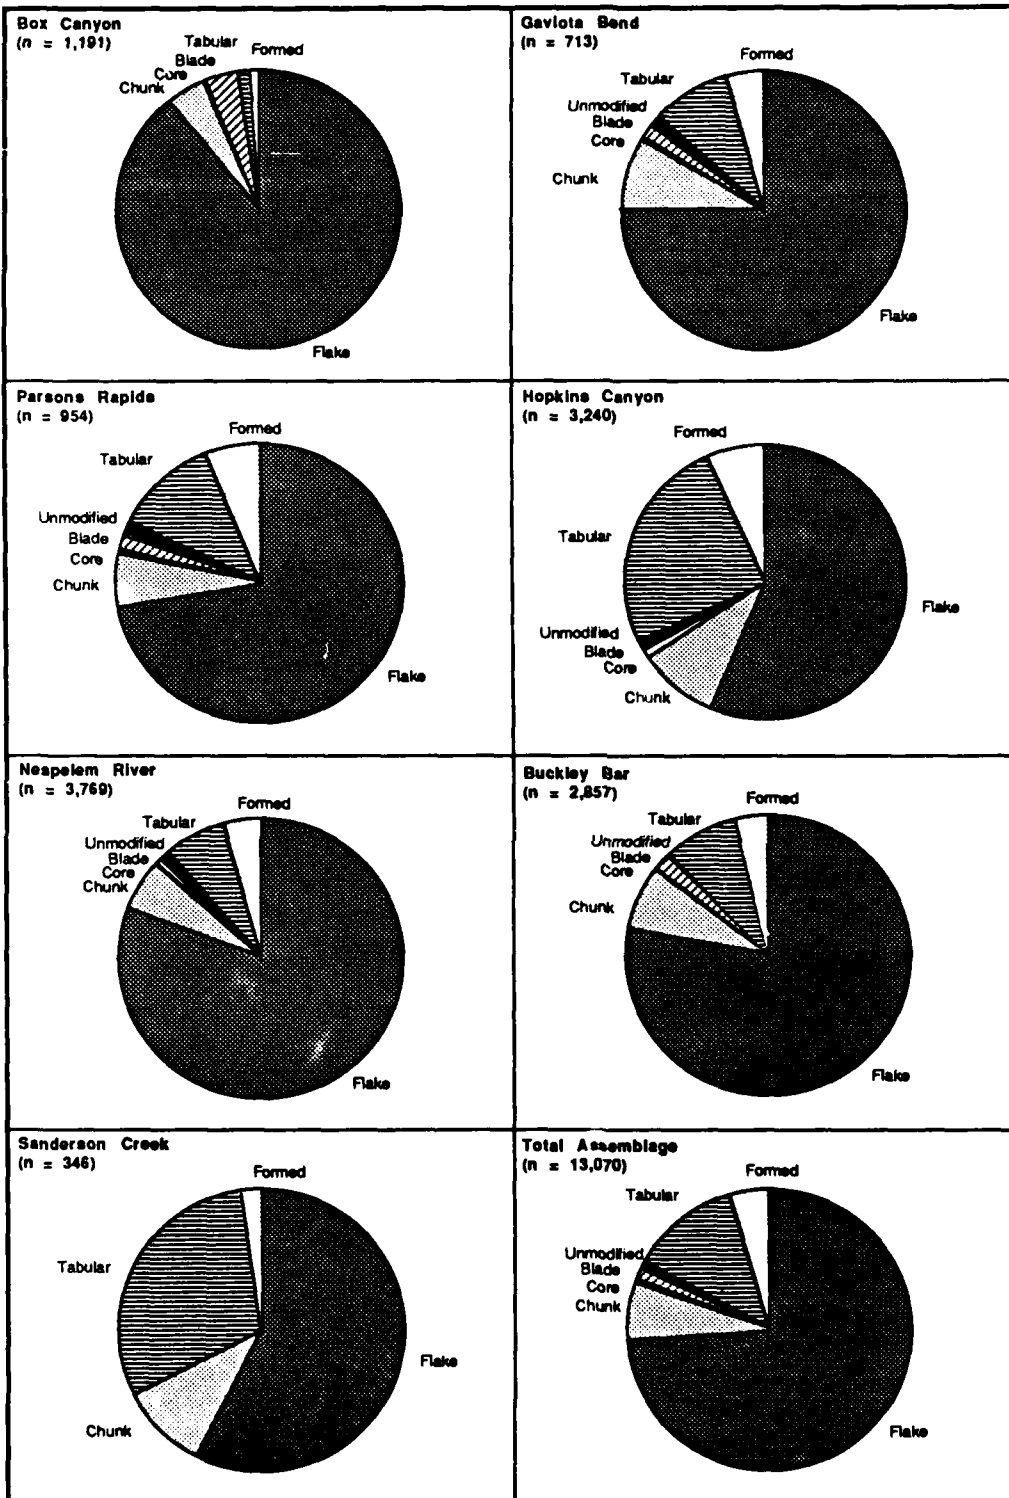 Box Canyon
(n = 1,191)
Tabular
Formed
Blade
Core
Chunk
Flake
Gaviota Bend
(n = 713)
Formed
Tabular
Unmodified
Blade
Core
Chunk
Flake
Parsons Rapids
(n = 954)
Formed
Tabular
Unmodified
Blade
Core
Chunk
Flake
Hopkins Canyon
(n = 3,240)
Formed
Tabular
Flake
Unmodified
Blade
Core
Chunk
Nespelem River
(n = 3,769)
Formed
Tabular
Unmodified
Blade
Core
Chunk
Flake
Buckley Bar
(n = 2,857)
Formed
Tabular
Unmodified
Blade
Core
Chunk
Flake
Sanderson Creek
(n = 346)
Formed
Tabular
Flake
Chunk
Total Assemblage
(n = 13,070)
Formed
Tabular
Unmodified
Blade
Core
Chunk
Flake